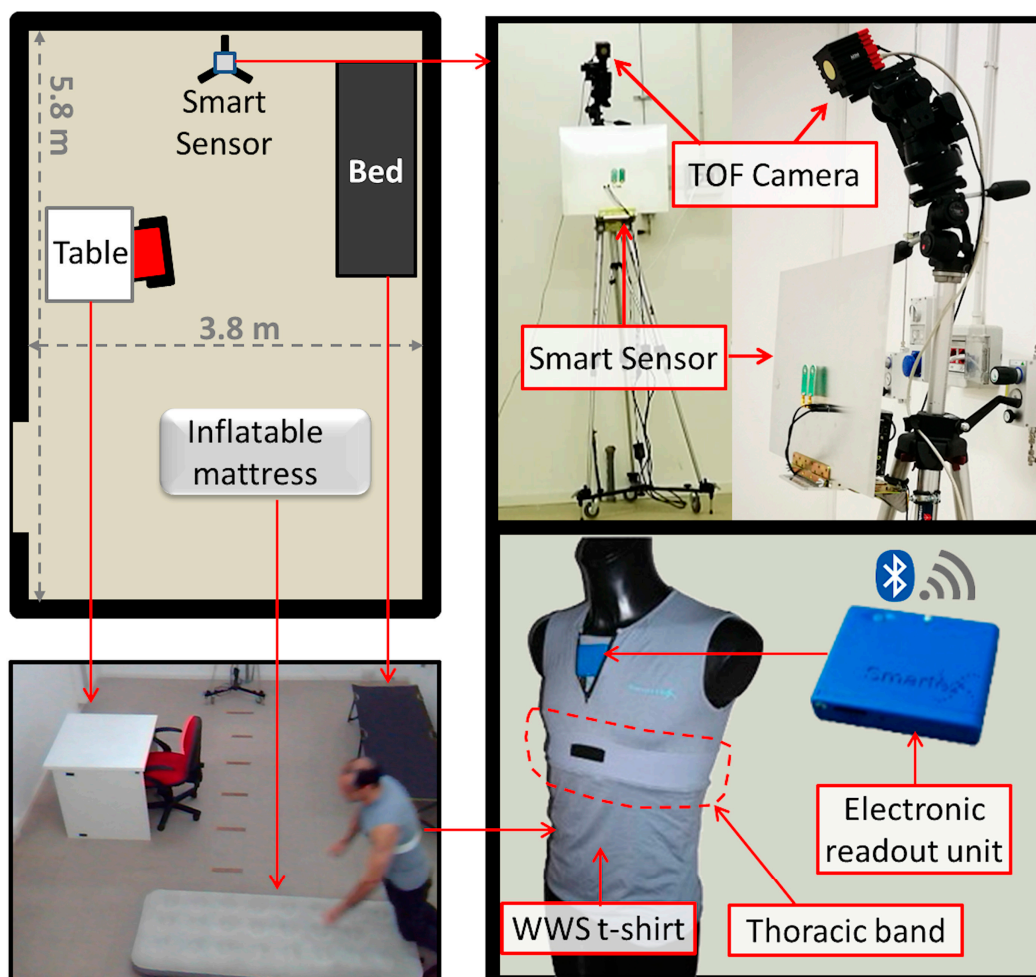 5.8 m
Smart
Sensor
Bed
Table
3.8 m
Inflatable
mattress
TOF Camera
Smart Sensor
Electronic
readout unit
WWS t-shirt
Thoracic band